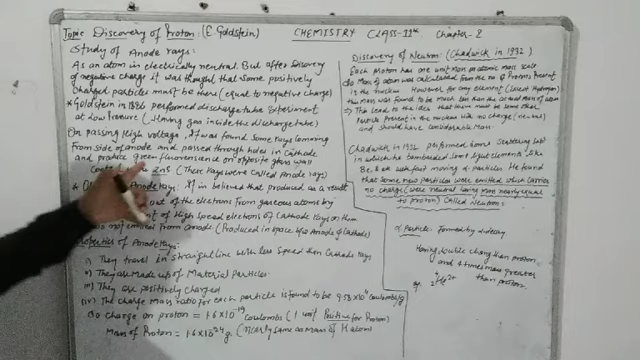 Topic Discovery of Proton: (E. Goldstein)
CHEMISTRY CLASS-11th Chapter-2
Study of Anode rays:
As an atom in electrically neutral. But after discovery
of negative charge it was thought that some positively
charged particles must be there (equal to negative charge)
* Goldstein in 1886 performed discharge tube Experiment
at low Pressure (Having gas inside the discharge tube)
On passing High voltage, it was found some rays comming
From side of anode and passed through holes in Cathode
and produce green fluorescence on opposite glass wall
ZnS (These rays were called Anode rays)
Anode rays: It is believed that produced as a result
out of the electrons from gaseous atoms by
of High speed electrons of Cathode Rays on them
not eminal from anode (Produced in space b/w Anode & Cathode)
Properties of Anode Rays:
i) They travel in straight line with less speed than Cathode rays
ii) They are Made up of Material Particles
iii) They are positively Charged
(iv) The charge Mass ratio for each particle is found to be 9.58×10⁴ coulombs/g
so charge on proton = 1.6×10⁻¹⁹ Coulombs (1 unit Positive for Proton)
Mass of Proton = 1.6×10⁻²⁴ g (nearly same as mass of H atom)
Discovery of Neutron (Chadwick in 1932)
Each proton has one unit mass on atomic mass scale
so Mass of atom was calculated from the no of Protons Present
in the nucleus However for any element (Except Hydrogen)
this mass was found to be much less than the actual mass of atom
⇒ The lead to the idea that there must be some other
Particle present in the nucleus with no charge (neutral)
and should have considerable Mass.
Chadwick in 1932 performed some scattering expt
in which he bombarded some light elements like
Be, B with fast moving α Particles. He found
that some new particles were emitted which carries
no charge (were neutral having mass nearly equal
to proton) Called Neutrons
α Particle: Formed by
Having double charge than proton
and 4 times mass greater
than proton.
eg ₂⁴He²⁺